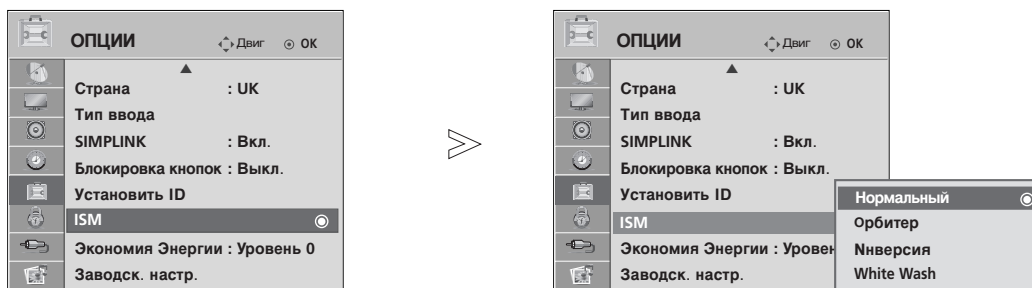 ОПЦИИ Двиг ОК
Страна : UK
Тип ввода
SIMPLINK : Вкл.
Блокировка кнопок : Выкл.
Установить ID
ISM
Экономия Энергии : Уровень 0
Заводск. настр.
ОПЦИИ Двиг ОК
Страна : UK
Тип ввода
SIMPLINK : Вкл.
Блокировка кнопок : Выкл.
Установить ID
ISM
Экономия Энергии : Уровен
Заводск. настр.
Нормальный
Орбитер
Nнверсия
White Wash